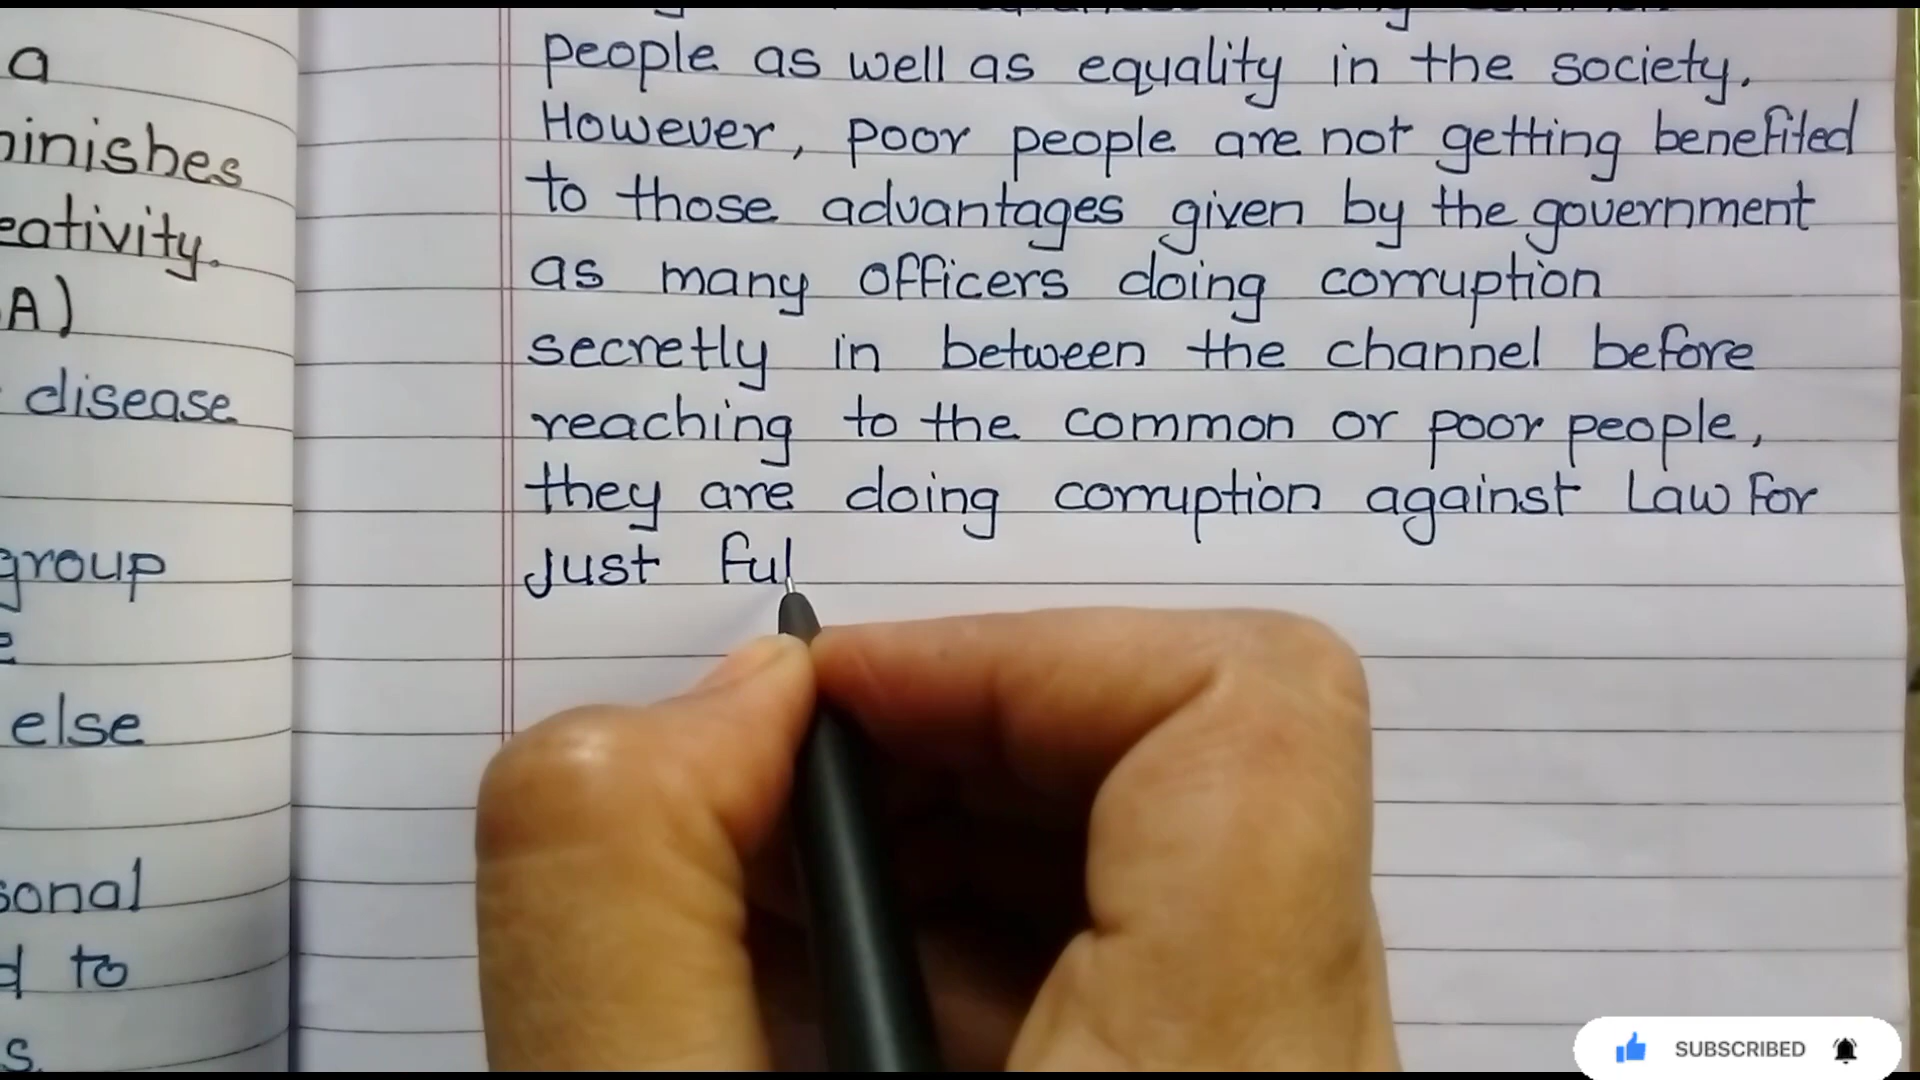 a
inishes
eativity.
A)
disease
group
else
sonal
d to
s.
people as well as equality in the society.
However, poor people are not getting benefited
to those advantages given by the government
as many officers doing corruption
secretly in between the channel before
reaching to the common or poor people,
they are doing corruption against Law For
Just ful
SUBSCRIBED